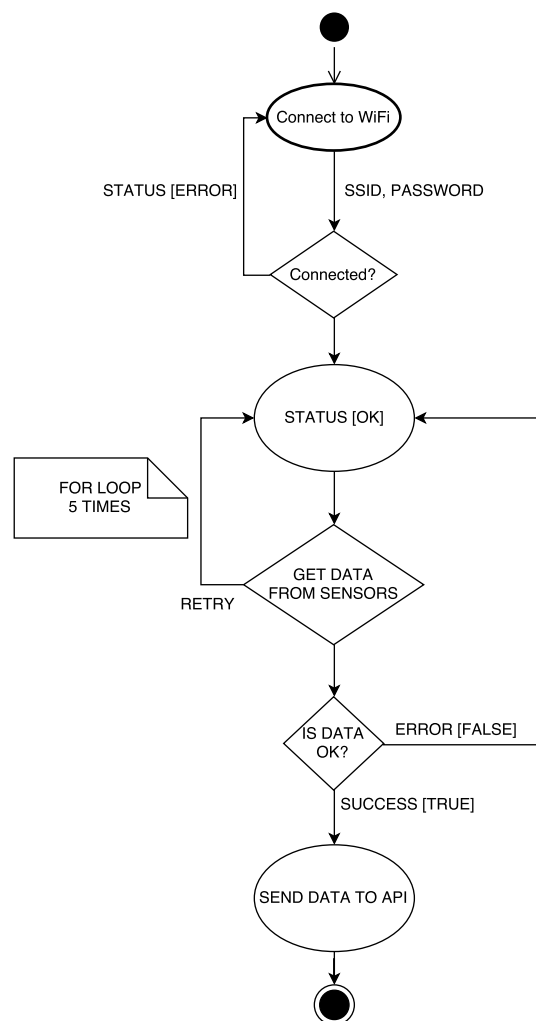 Connect to WiFi
STATUS [ERROR]
SSID, PASSWORD
Connected?
STATUS [OK]
FOR LOOP
5 TIMES
GET DATA
FROM SENSORS
RETRY
IS DATA
OK?
ERROR [FALSE]
SUCCESS [TRUE]
SEND DATA TO API